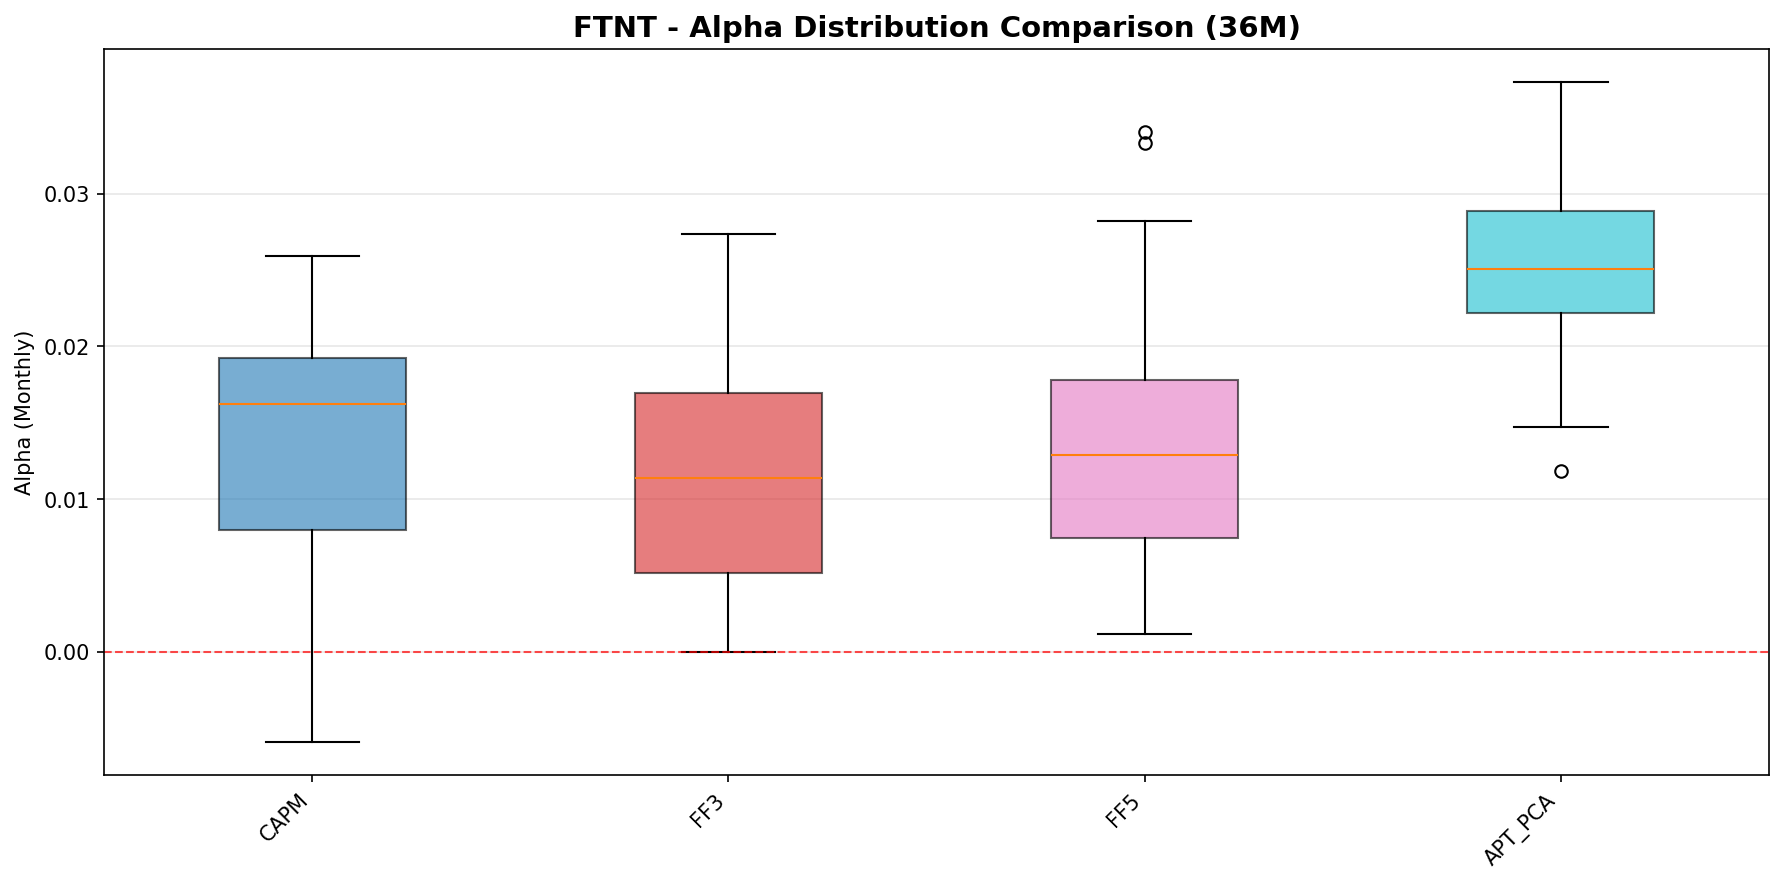 FTNT - Alpha Distribution Comparison (36M)
Alpha (Monthly)
0.03
0.02
0.01
0.00
CAPM
FF3
FF5
APT_PCA